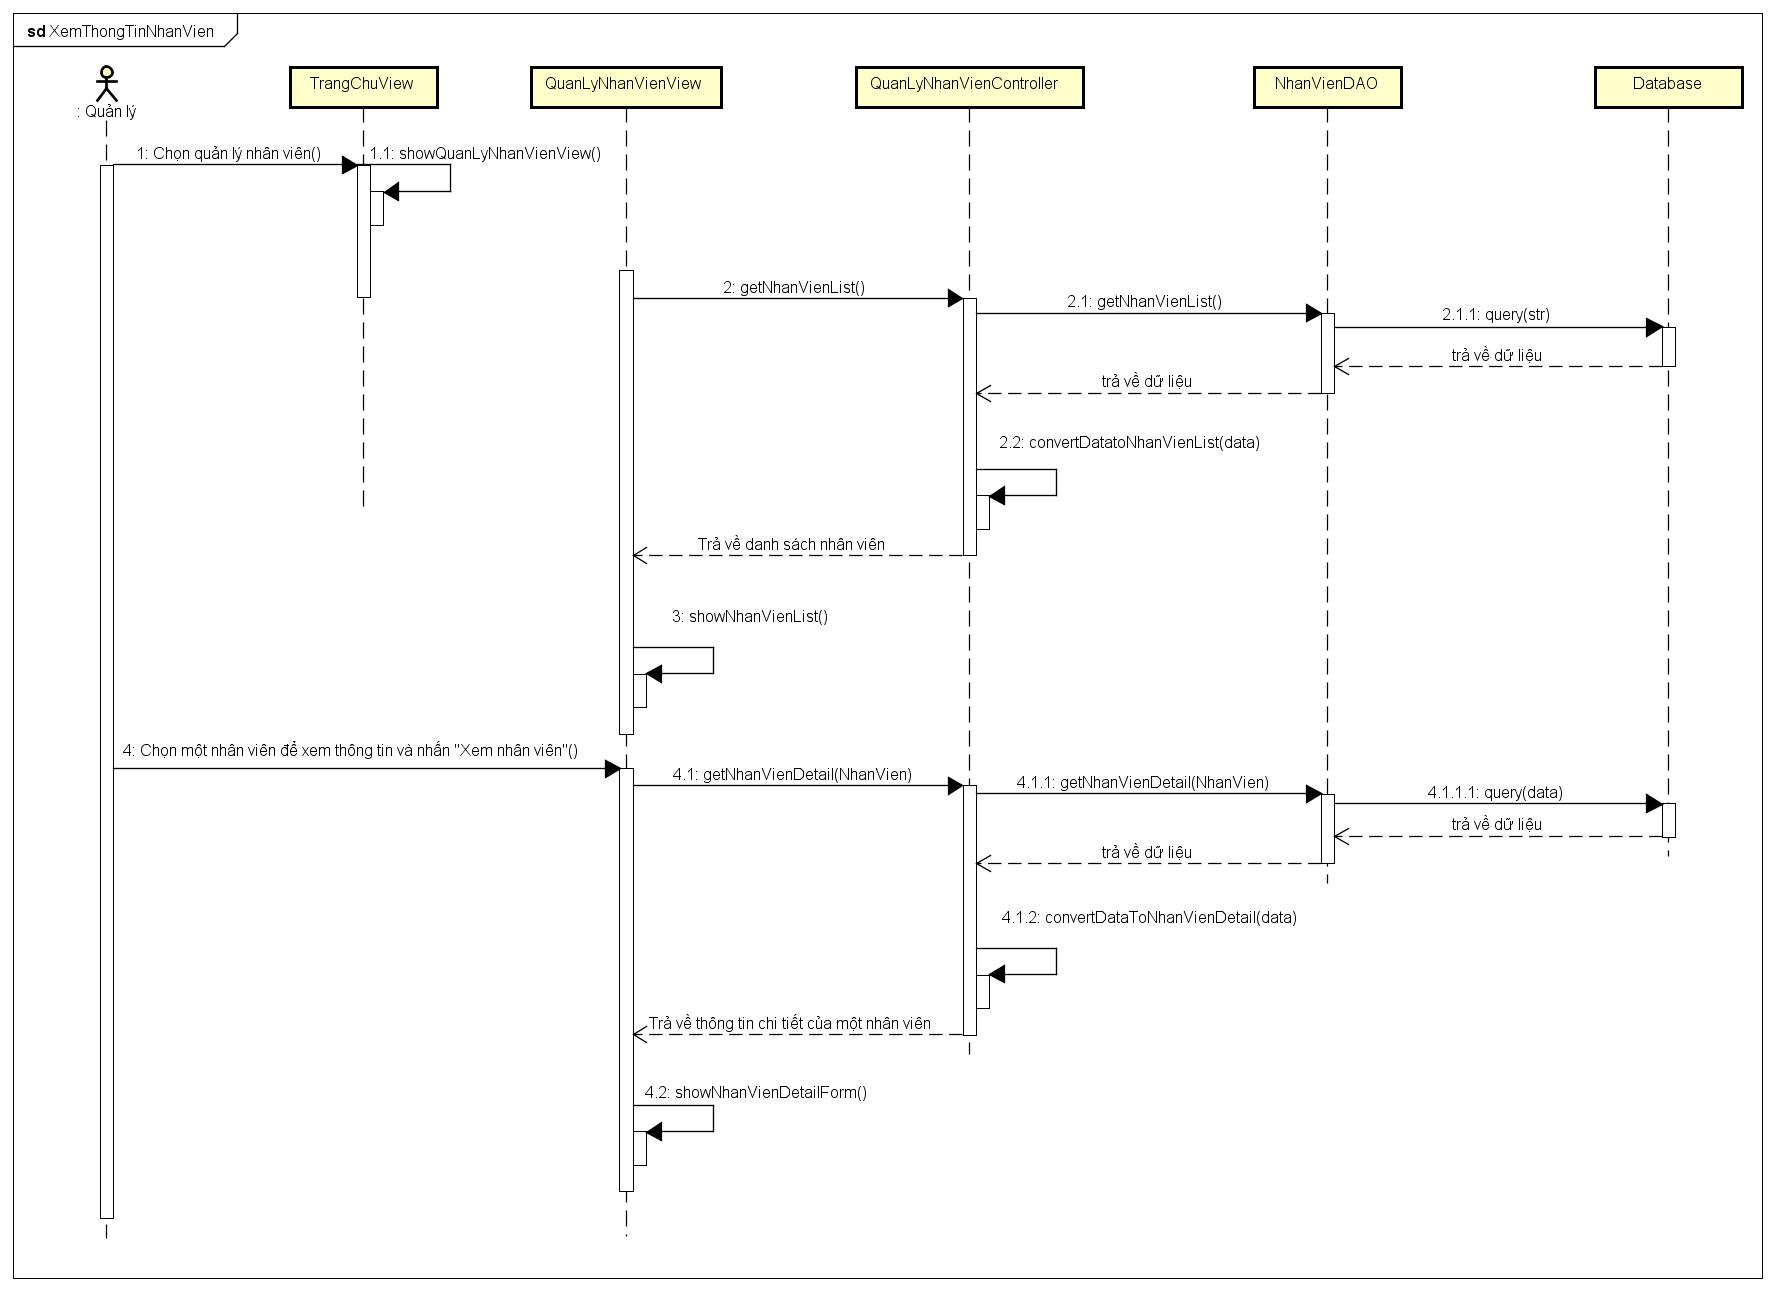 sd XemThongTinNhanVien
: Quản lý
TrangChuView
QuanLyNhanVienView
QuanLyNhanVienController
NhanVienDAO
Database
1: Chọn quản lý nhân viên()
1.1: showQuanLyNhanVienView()
2: getNhanVienList()
2.1: getNhanVienList()
2.1.1: query(str)
trả về dữ liệu
trả về dữ liệu
2.2: convertDatatoNhanVienList(data)
Trả về danh sách nhân viên
3: showNhanVienList()
4: Chọn một nhân viên để xem thông tin và nhấn "Xem nhân viên"()
4.1: getNhanVienDetail(NhanVien)
4.1.1: getNhanVienDetail(NhanVien)
4.1.1.1: query(data)
trả về dữ liệu
trả về dữ liệu
4.1.2: convertDataToNhanVienDetail(data)
Trả về thông tin chi tiết của một nhân viên
4.2: showNhanVienDetailForm()